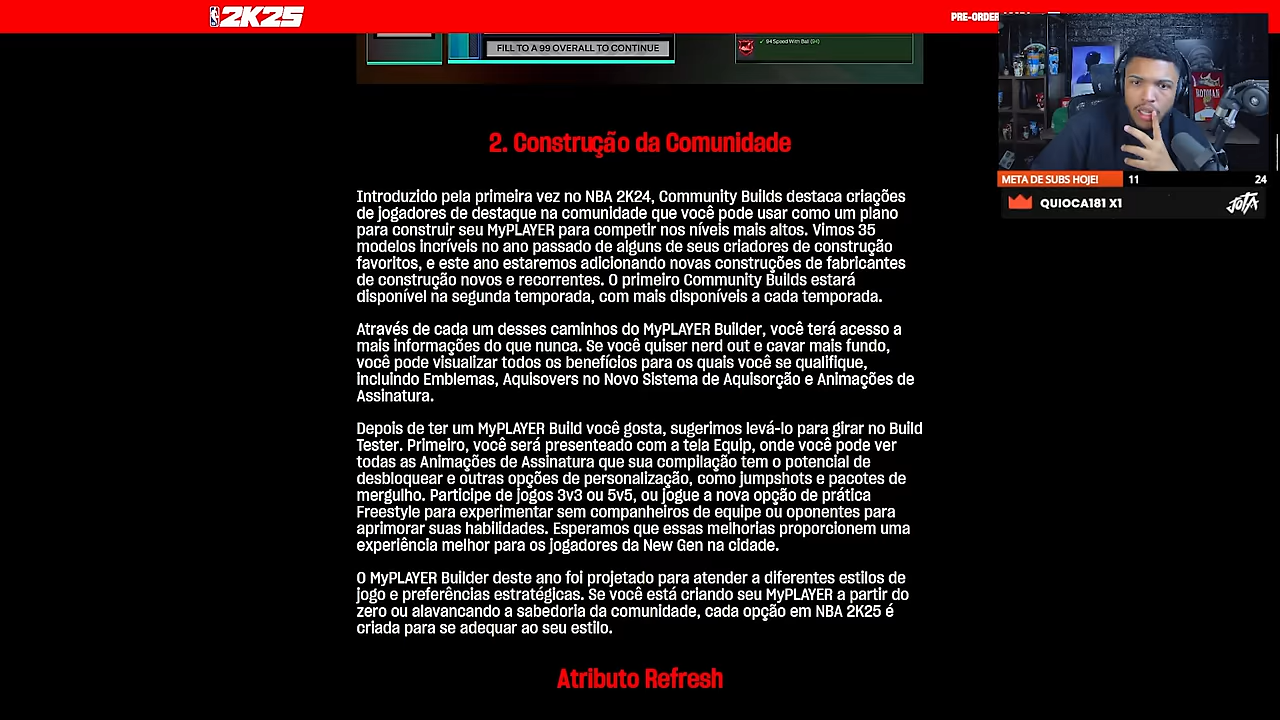 NBA 2K25
PRE-ORDER
FILL TO A 99 OVERALL TO CONTINUE
✓ 94 Speed With Ball (94)
2. Construção da Comunidade
Introduzido pela primeira vez no NBA 2K24, Community Builds destaca criações
de jogadores de destaque na comunidade que você pode usar como um plano
para construir seu MyPLAYER para competir nos níveis mais altos. Vimos 35
modelos incríveis no ano passado de alguns de seus criadores de construção
favoritos, e este ano estaremos adicionando novas construções de fabricantes
de construção novos e recorrentes. O primeiro Community Builds estará
disponível na segunda temporada, com mais disponíveis a cada temporada.
Através de cada um desses caminhos do MyPLAYER Builder, você terá acesso a
mais informações do que nunca. Se você quiser nerd out e cavar mais fundo,
você pode visualizar todos os benefícios para os quais você se qualifique,
incluindo Emblemas, Aquisovers no Novo Sistema de Aquisorção e Animações de
Assinatura.
Depois de ter um MyPLAYER Build você gosta, sugerimos levá-lo para girar no Build
Tester. Primeiro, você será presenteado com a tela Equip, onde você pode ver
todas as Animações de Assinatura que sua compilação tem o potencial de
desbloquear e outras opções de personalização, como jumpshots e pacotes de
mergulho. Participe de jogos 3v3 ou 5v5, ou jogue a nova opção de prática
Freestyle para experimentar sem companheiros de equipe ou oponentes para
aprimorar suas habilidades. Esperamos que essas melhorias proporcionem uma
experiência melhor para os jogadores da New Gen na cidade.
O MyPLAYER Builder deste ano foi projetado para atender a diferentes estilos de
jogo e preferências estratégicas. Se você está criando seu MyPLAYER a partir do
zero ou alavancando a sabedoria da comunidade, cada opção em NBA 2K25 é
criada para se adequar ao seu estilo.
Atributo Refresh
META DE SUBS HOJE! 11 24
QUIOCA181 X1 JOTA